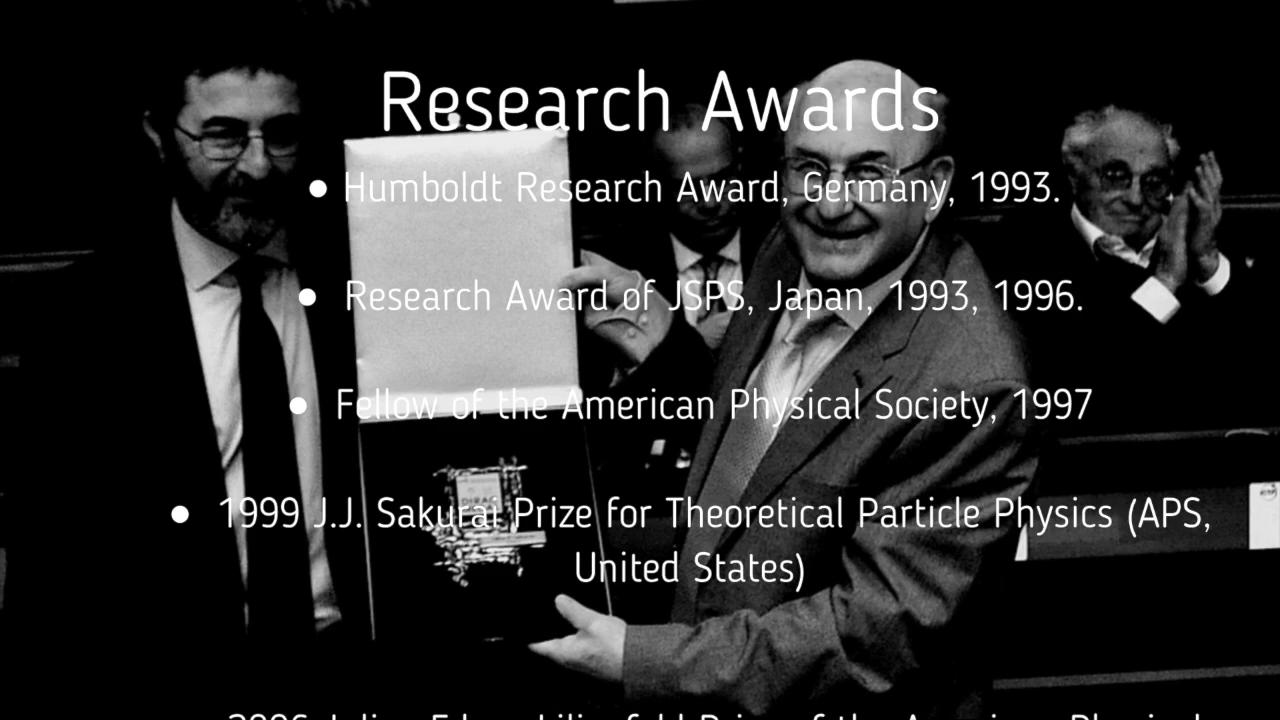 Research Awards
● Humboldt Research Award, Germany, 1993.
● Research Award of JSPS, Japan, 1993, 1996.
● Fellow of the American Physical Society, 1997
● 1999 J.J. Sakurai Prize for Theoretical Particle Physics (APS,
United States)
DIRAC